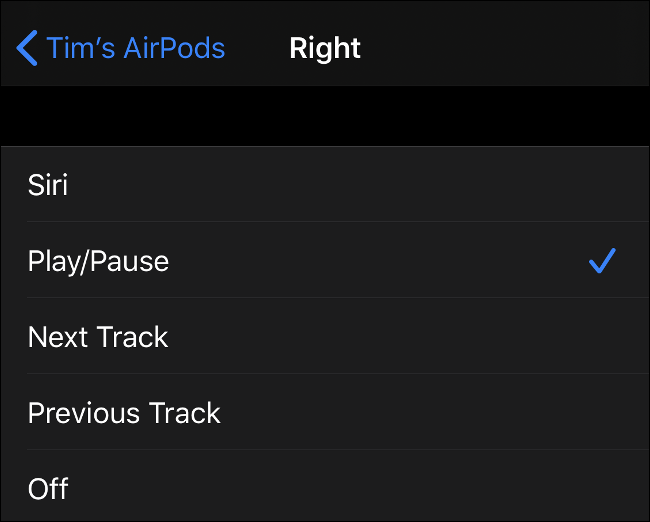 Tim’s AirPods Right
Siri
Play/Pause
Next Track
Previous Track
Off